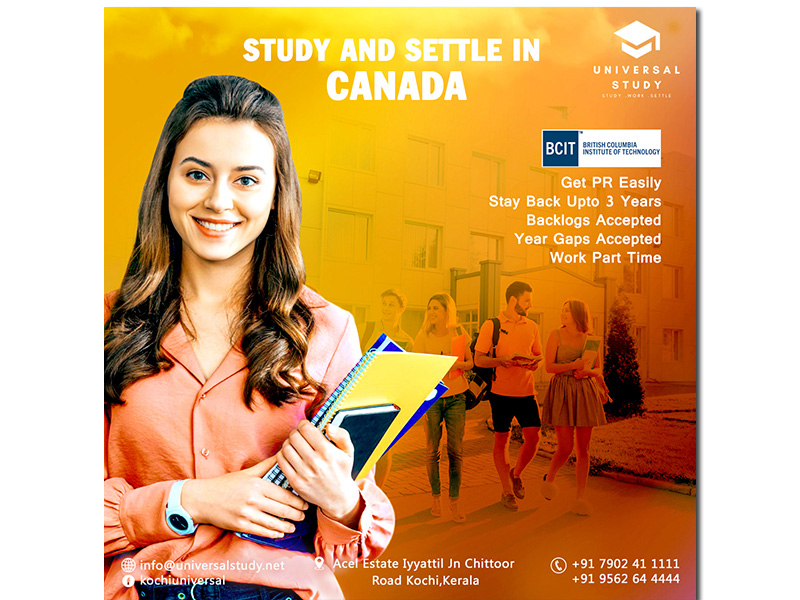 STUDY AND SETTLE IN
CANADA
UNIVERSAL
STUDY
STUDY . WORK . SETTLE
BCIT
BRITISH COLUMBIA
INSTITUTE OF TECHNOLOGY
Get PR Easily
Stay Back Upto 3 Years
Backlogs Accepted
Year Gaps Accepted
Work Part Time
info@universalstudy.net
kochiuniversal
Acel Estate Iyyattil Jn Chittoor
Road Kochi,Kerala
+91 7902 41 1111
+91 9562 64 4444